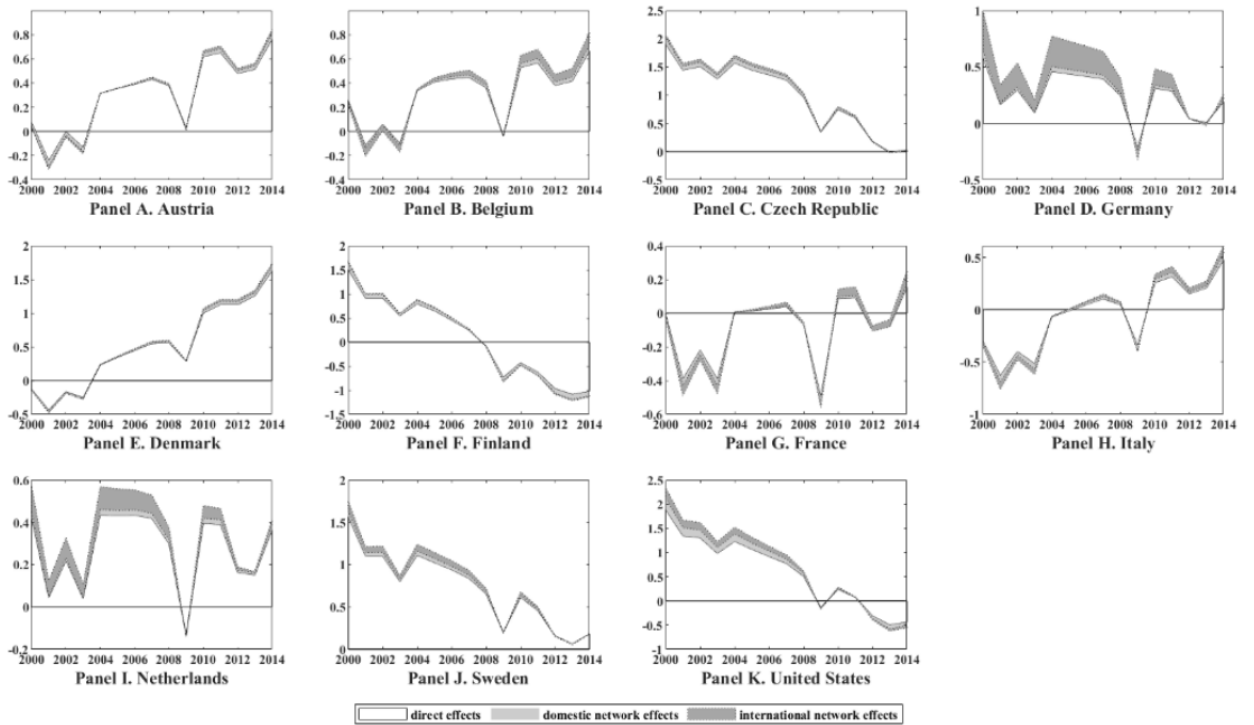 0.8
0.6
0.4
0.2
0
-0.2
-0.4
2000 2002 2004 2006 2008 2010 2012 2014
Panel A. Austria
0.8
0.6
0.4
0.2
0
-0.2
-0.4
2000 2002 2004 2006 2008 2010 2012 2014
Panel B. Belgium
2.5
2
1.5
1
0.5
0
-0.5
2000 2002 2004 2006 2008 2010 2012 2014
Panel C. Czech Republic
1
0.5
0
0.5
2000 2002 2004 2006 2008 2010 2012 2014
Panel D. Germany
2
1.5
1
0.5
0
-0.5
2000 2002 2004 2006 2008 2010 2012 2014
Panel E. Denmark
2
1.5
1
0.5
0
-0.5
-1
-1.5
2000 2002 2004 2006 2008 2010 2012 2014
Panel F. Finland
0.4
0.2
0
-0.2
-0.4
-0.6
2000 2002 2004 2006 2008 2010 2012 2014
Panel G. France
0.5
0
-0.5
-1
2000 2002 2004 2006 2008 2010 2012 2014
Panel H. Italy
0.6
0.4
0.2
0
-0.2
2000 2002 2004 2006 2008 2010 2012 2014
Panel I. Netherlands
2
1.5
1
0.5
0
2000 2002 2004 2006 2008 2010 2012 2014
Panel J. Sweden
2.5
2
1.5
1
0.5
0
-0.5
-1
2000 2002 2004 2006 2008 2010 2012 2014
Panel K. United States
direct effects domestic network effects international network effects